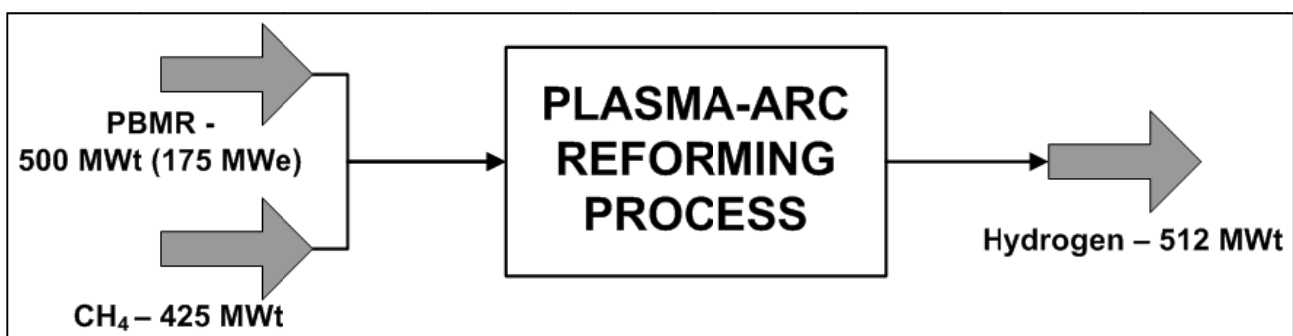 PBMR -
500 MWt (175 MWe)
CH₄ – 425 MWt
PLASMA-ARC
REFORMING
PROCESS
Hydrogen – 512 MWt